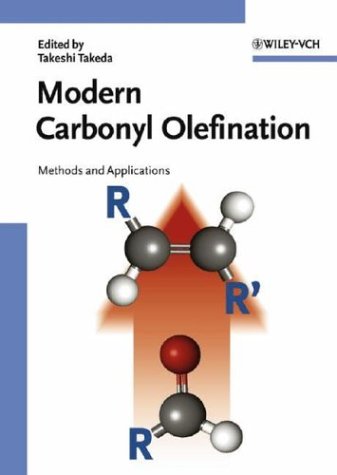 Edited by
Takeshi Takeda
WILEY-VCH
Modern
Carbonyl Olefination
Methods and Applications
R
R'
R